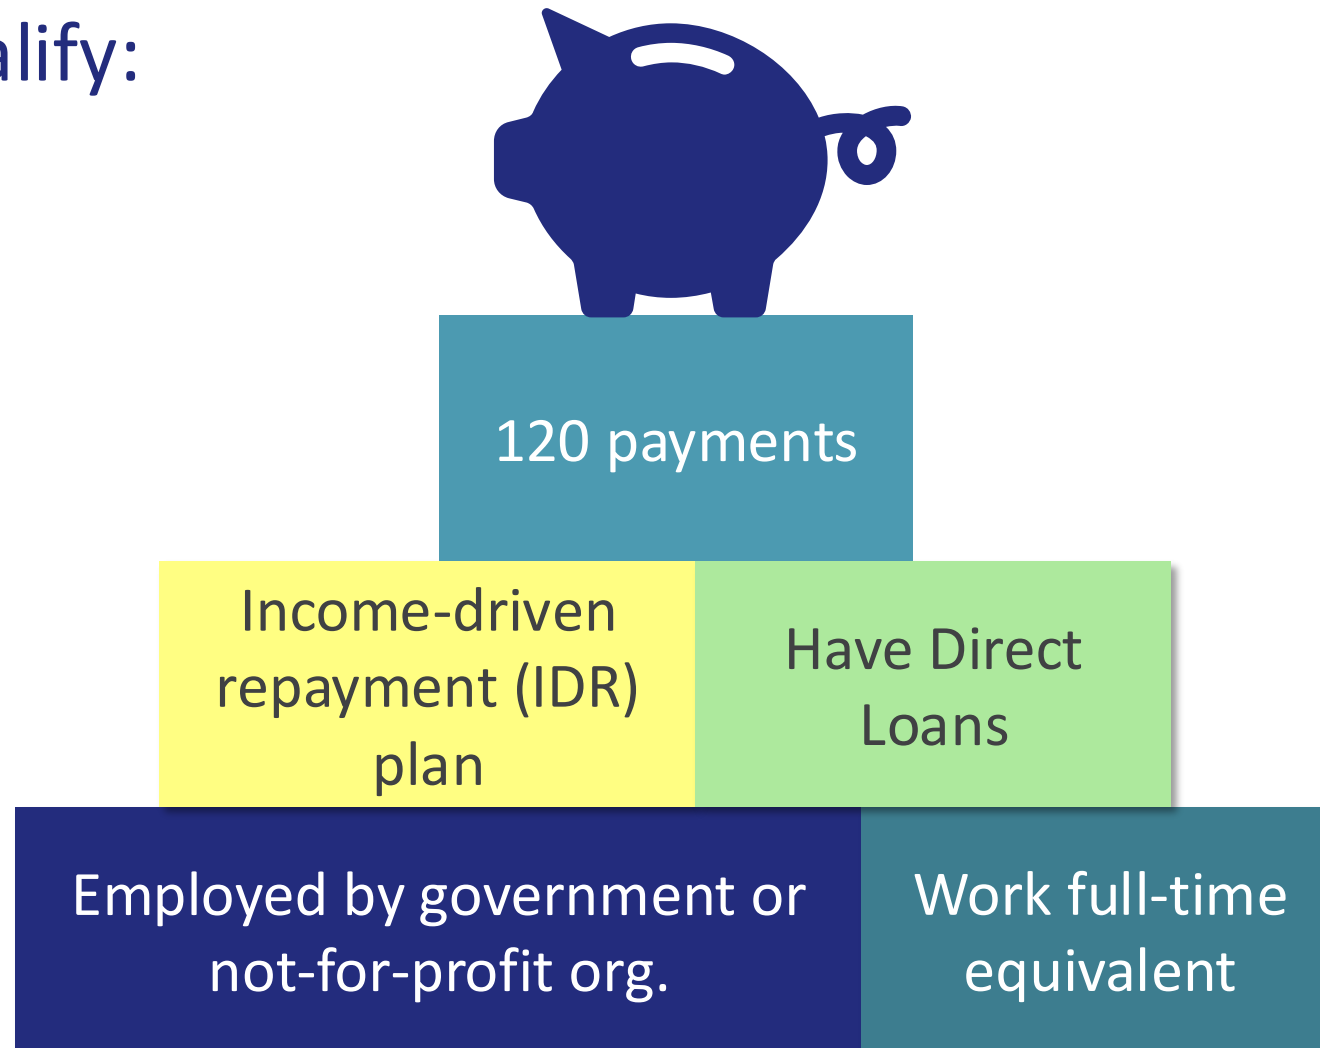 alify:
120 payments
Income-driven
repayment (IDR)
plan
Have Direct
Loans
Employed by government or
not-for-profit org.
Work full-time
equivalent